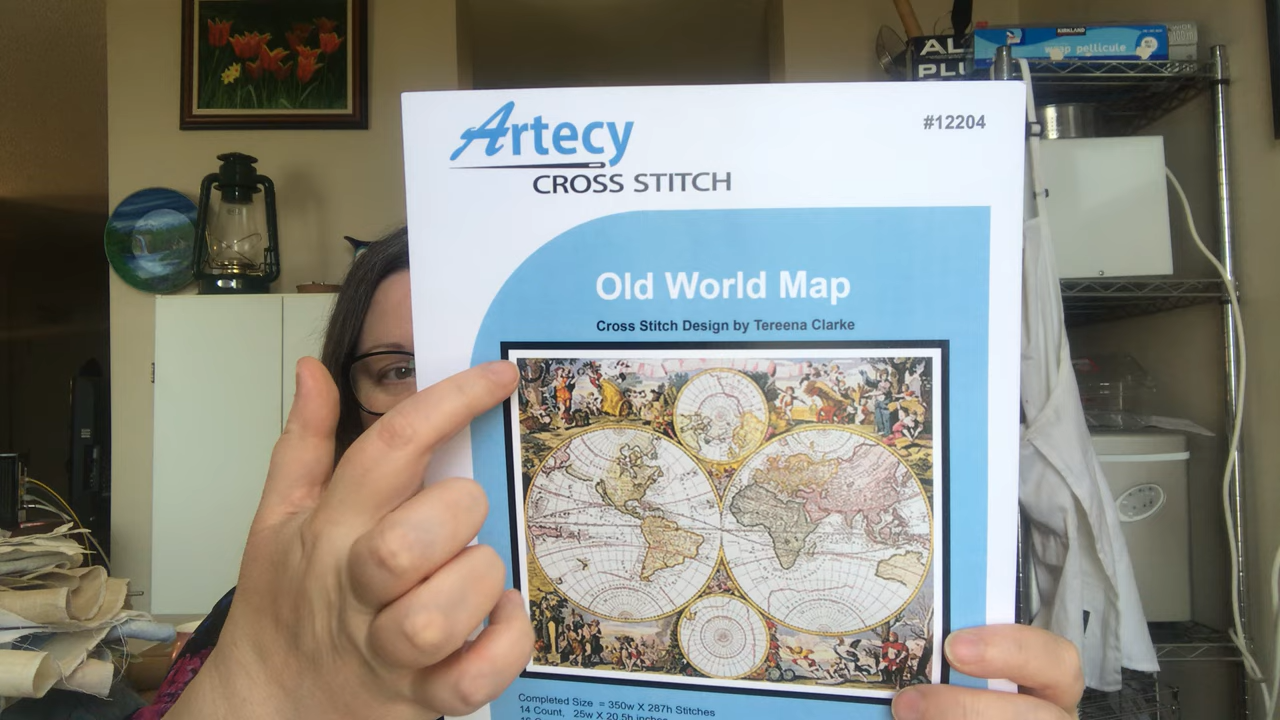 AL
PLU
KIRKLAND
wrap pellicule
Artecy
CROSS STITCH
#12204
Old World Map
Cross Stitch Design by Tereena Clarke
Completed Size = 350w X 287h Stitches
14 Count, 25w X 20.5h inches